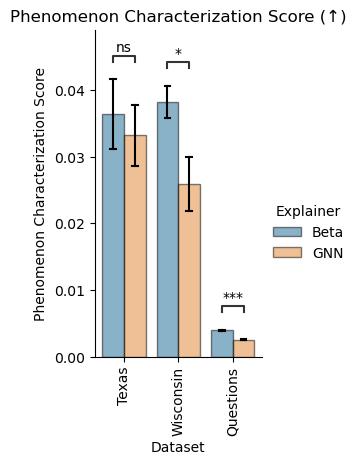 Phenomenon Characterization Score (↑)
ns
*
***
Phenomenon Characterization Score
0.04
0.03
0.02
0.01
0.00
Texas
Wisconsin
Questions
Dataset
Explainer
Beta
GNN